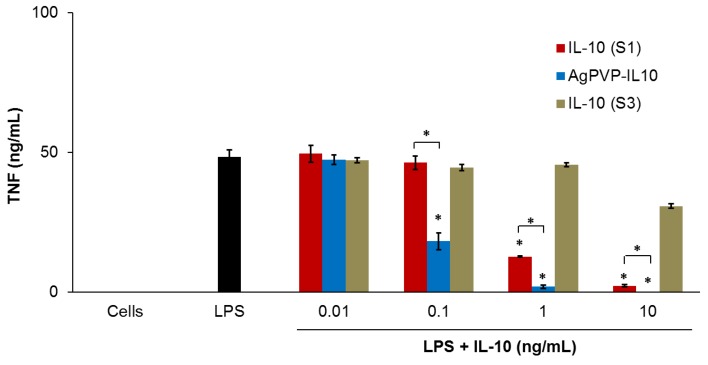 100
IL-10 (S1)
AgPVP-IL10
IL-10 (S3)
TNF (ng/mL)
50
*
*
*
*
*
*
*
*
0
Cells LPS 0.01 0.1 1 10
LPS + IL-10 (ng/mL)